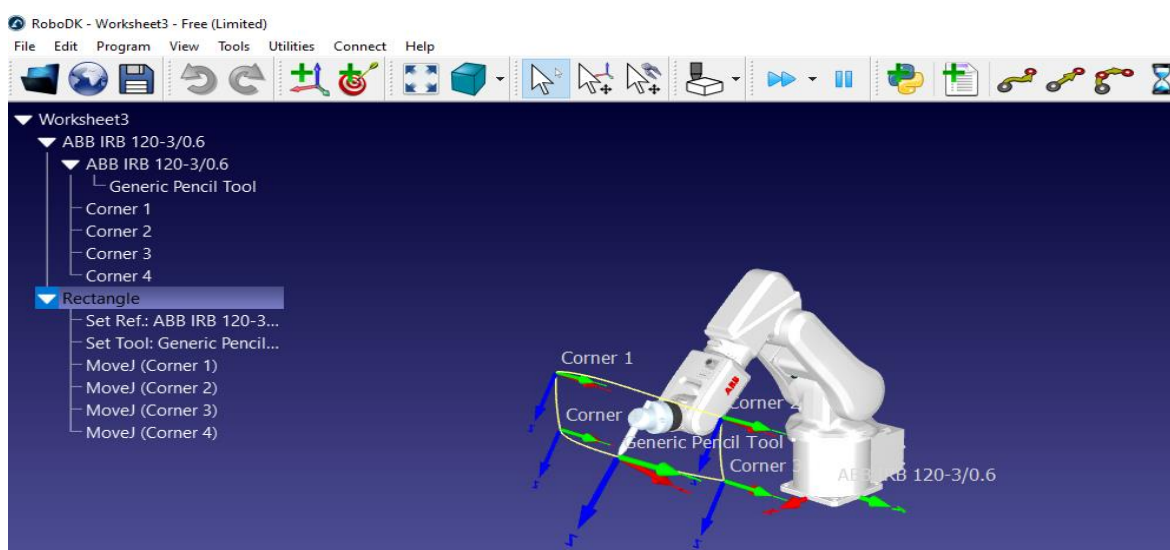 RoboDK - Worksheet3 - Free (Limited)
File Edit Program View Tools Utilities Connect Help
Worksheet3
ABB IRB 120-3/0.6
ABB IRB 120-3/0.6
Generic Pencil Tool
Corner 1
Corner 2
Corner 3
Corner 4
Rectangle
Set Ref.: ABB IRB 120-3...
Set Tool: Generic Pencil...
MoveJ (Corner 1)
MoveJ (Corner 2)
MoveJ (Corner 3)
MoveJ (Corner 4)
Corner 1
ABB
Corner 2
Corner
Generic Pencil Tool
Corner 3
ABB IRB 120-3/0.6